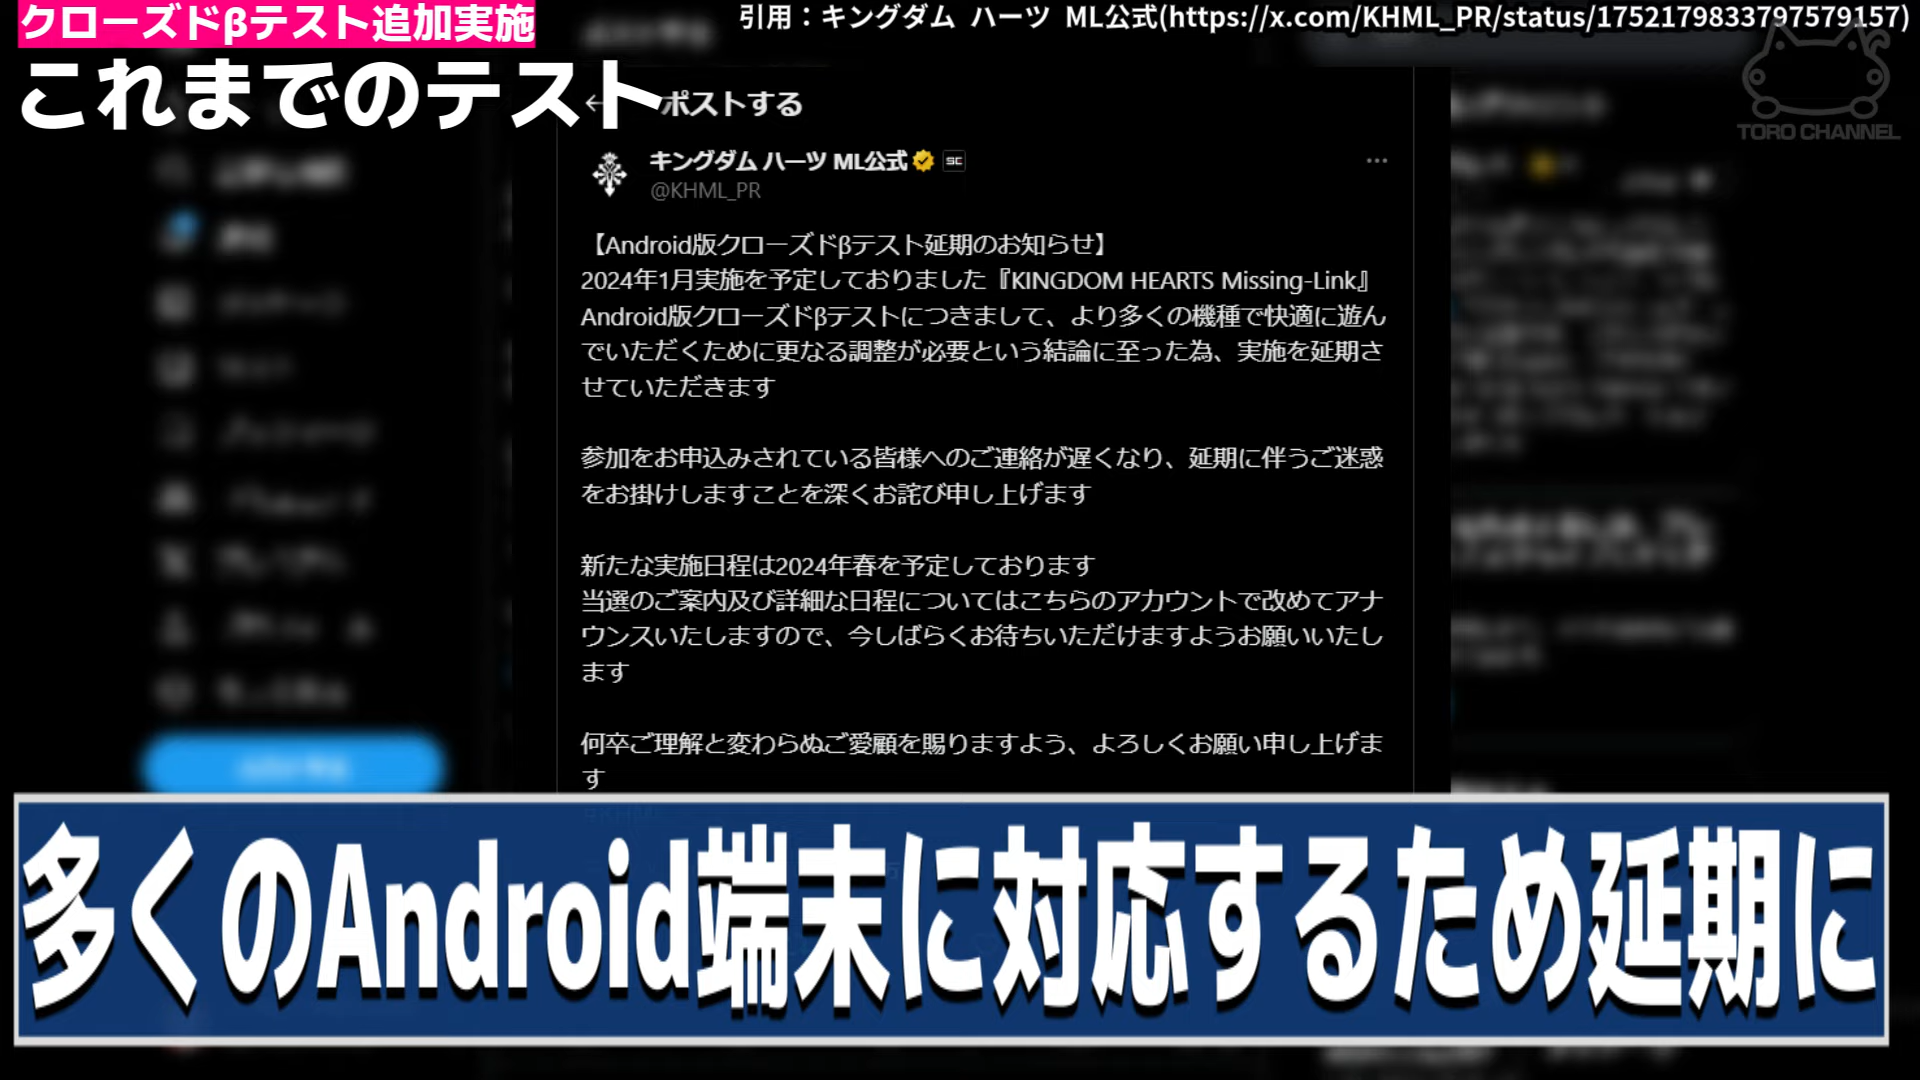 クローズドβテスト追加実施
引用：キングダム ハーツ ML公式(https://x.com/KHML_PR/status/1752179833797579157)
これまでのテスト
TORO CHANNEL
← ポストする
キングダム ハーツ ML公式
@KHML_PR
【Android版クローズドβテスト延期のお知らせ】
2024年1月実施を予定しておりました『KINGDOM HEARTS Missing-Link』
Android版クローズドβテストにつきまして、より多くの機種で快適に遊ん
でいただくために更なる調整が必要という結論に至った為、実施を延期さ
せていただきます
参加をお申込みされている皆様へのご連絡が遅くなり、延期に伴うご迷惑
をお掛けしますことを深くお詫び申し上げます
新たな実施日程は2024年春を予定しております
当選のご案内及び詳細な日程についてはこちらのアカウントで改めてアナ
ウンスいたしますので、今しばらくお待ちいただけますようお願いいたし
ます
何卒ご理解と変わらぬご愛顧を賜りますよう、よろしくお願い申し上げま
す
多くのAndroid端末に対応するため延期に